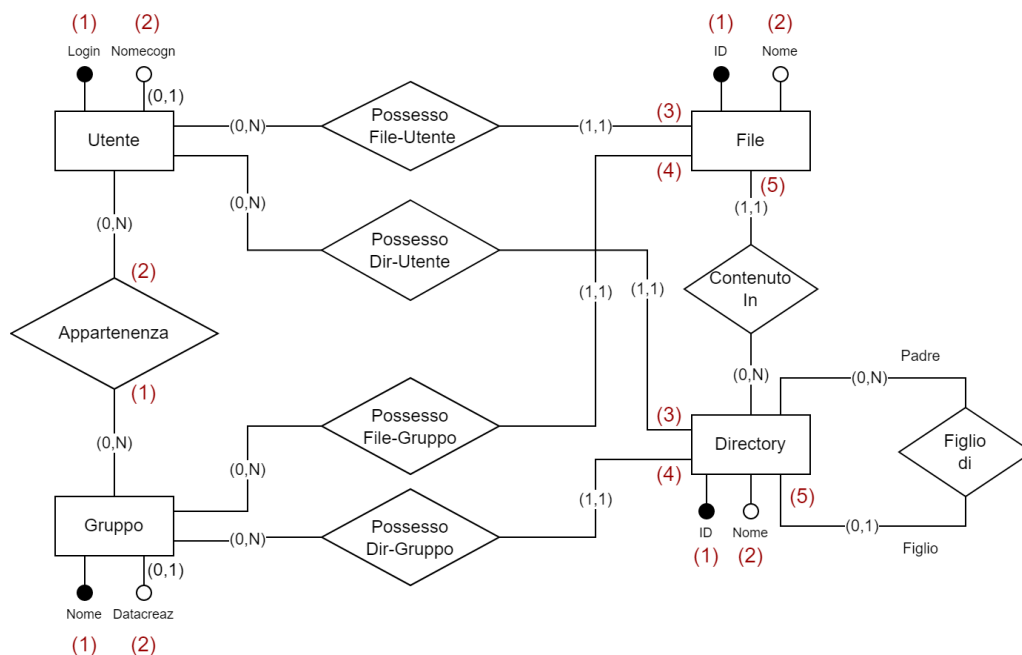 (1)
(2)
(1)
(2)
Login
Nomecogn
ID
Nome
(0,1)
Possesso
File-Utente
(3)
Utente
(0,N)
(1,1)
File
(4)
(5)
(0,N)
(1,1)
(0,N)
Possesso
Dir-Utente
(2)
Contenuto
In
(1,1)
(1,1)
Appartenenza
Padre
(0,N)
(0,N)
(1)
Possesso
File-Gruppo
(3)
(0,N)
Directory
Figlio
di
(0,N)
(4)
(5)
(1,1)
Gruppo
(0,N)
Possesso
Dir-Gruppo
ID
Nome
(0,1)
Figlio
(1)
(2)
(0,1)
Nome
Datacreaz
(1)
(2)